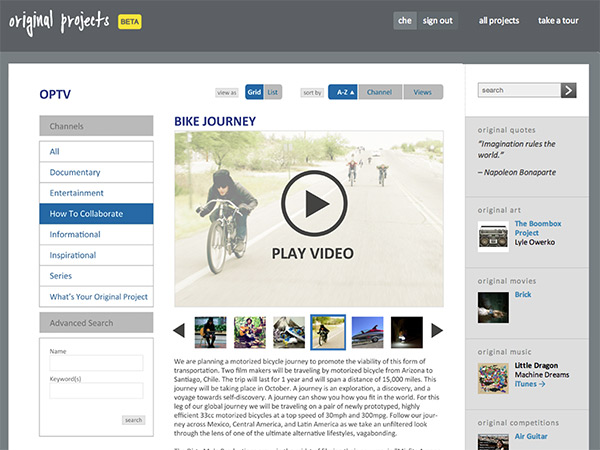 original projects BETA
che sign out all projects take a tour
OPTV
view as Grid List sort by A-Z Channel Views
search
Channels
All
Documentary
Entertainment
How To Collaborate
Informational
Inspirational
Series
What's Your Original Project
Advanced Search
Name
Keyword(s)
search
BIKE JOURNEY
PLAY VIDEO
We are planning a motorized bicycle journey to promote the viability of this form of
transportation. Two film makers will be traveling by motorized bicycle from Arizona to
Santiago, Chile. The trip will last for 1 year and will span a distance of 15,000 miles. This
journey will be taking place in October. A journey is an exploration, a discovery, and a
voyage towards self-discovery. A journey can show you how you fit in the world. For this
leg of our global journey we will be traveling on a pair of newly prototyped, highly
efficient 33cc motorized bicycles at a top speed of 30mph and 300mpg. Follow our jour-
ney across Mexico, Central America, and Latin America as we take an unfiltered look
through the lens of one of the ultimate alternative lifestyles, vagabonding.
original quotes
"Imagination rules the
world."
– Napoleon Bonaparte
original art
The Boombox
Project
Lyle Owerko
original movies
Brick
original music
Little Dragon
Machine Dreams
iTunes →
original competitions
Air Guitar